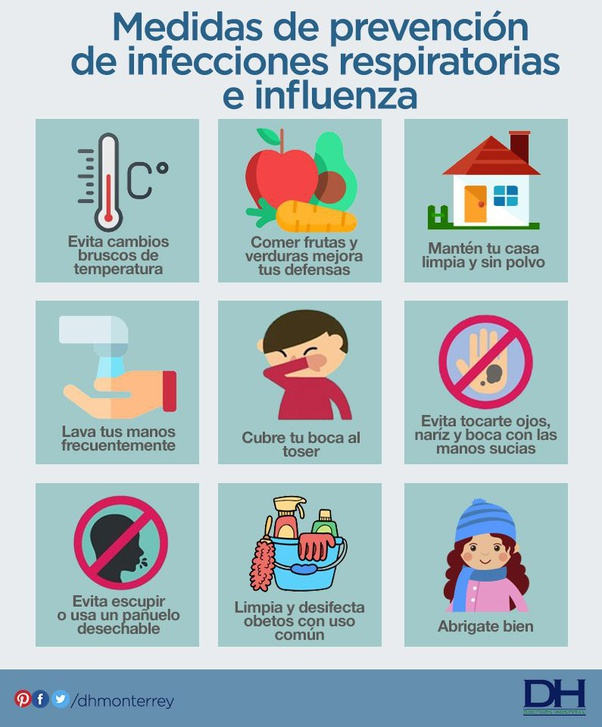 Medidas de prevención
de infecciones respiratorias
e influenza
C°
Evita cambios
bruscos de
temperatura
Comer frutas y
verduras mejora
tus defensas
Mantén tu casa
limpia y sin polvo
Lava tus manos
frecuentemente
Cubre tu boca al
toser
Evita tocarte ojos,
naríz y boca con las
manos sucias
Evita escupir
o usa un pañuelo
desechable
Limpia y desifecta
obetos con uso
común
Abrigate bien
/dhmonterrey
DH